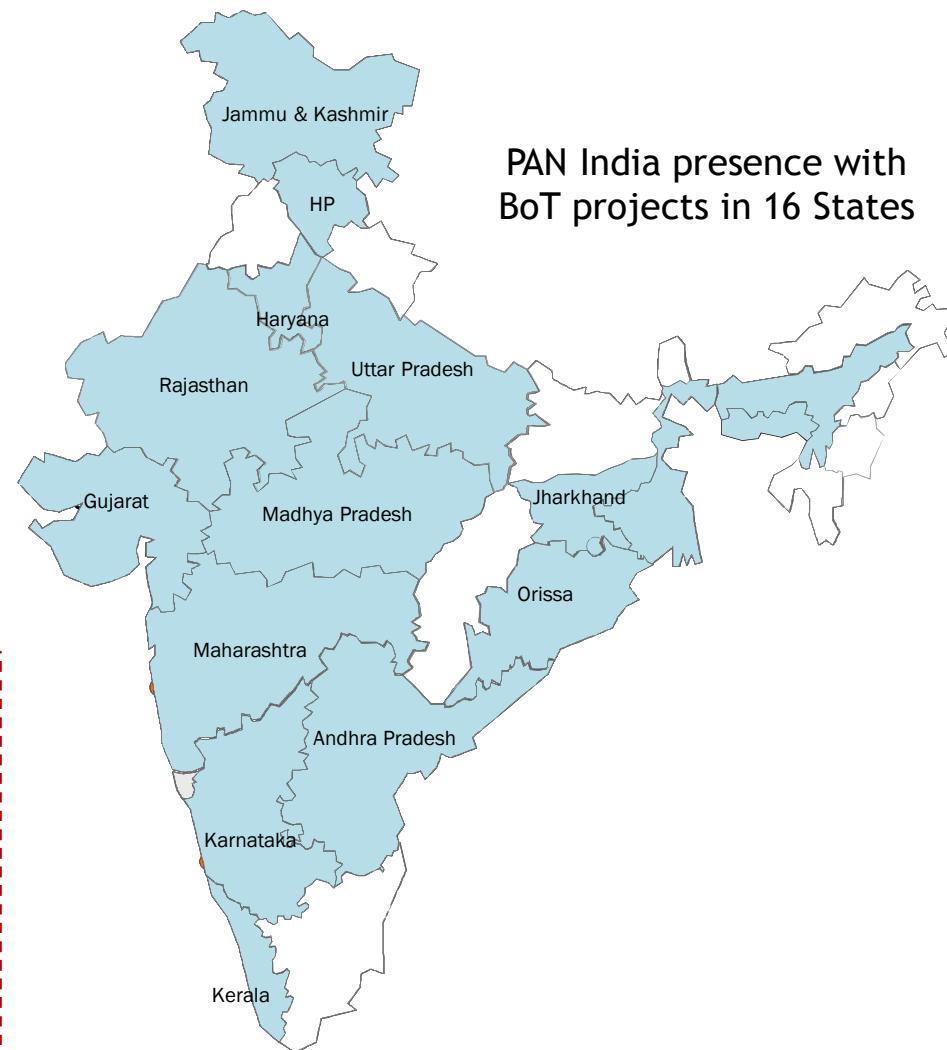 Jammu & Kashmir
PAN India presence with
BoT projects in 16 States
HP
Haryana
Uttar Pradesh
Rajasthan
Jharkhand
Gujarat
Madhya Pradesh
Orissa
Maharashtra
Andhra Pradesh
Karnataka
Kerala